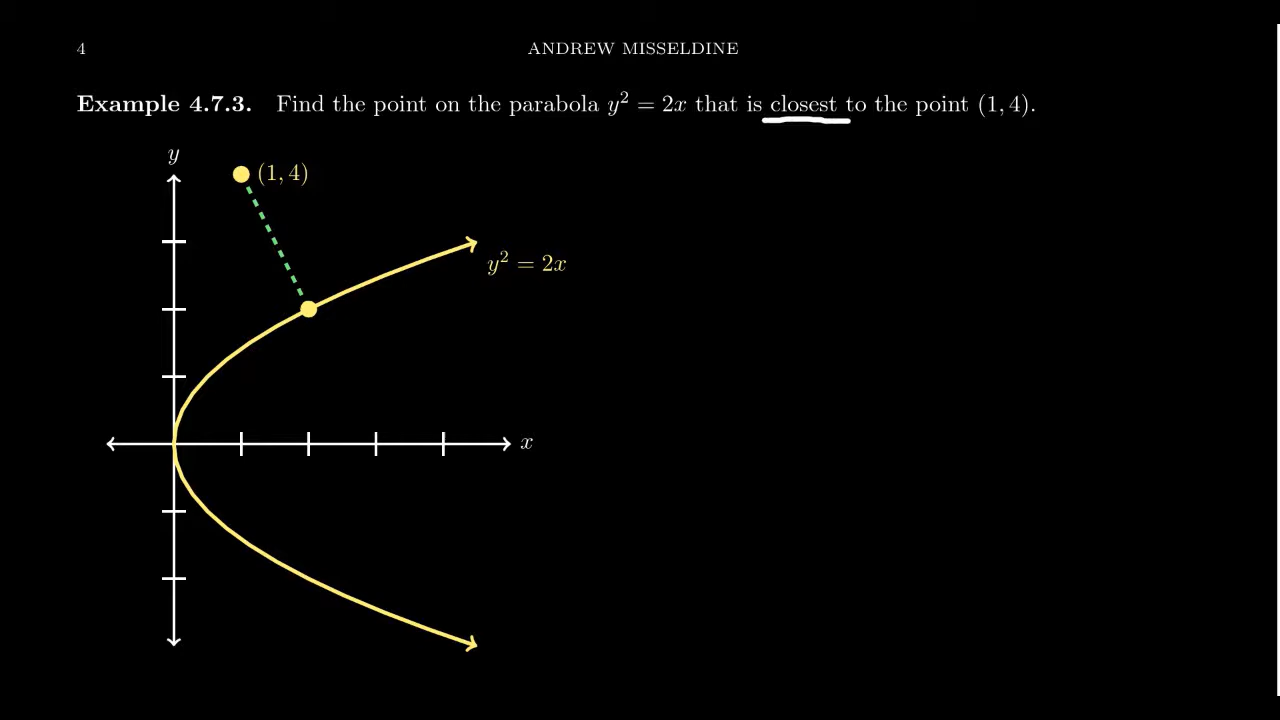 4 ANDREW MISSELDINE
Example 4.7.3. Find the point on the parabola y² = 2x that is closest to the point (1, 4).
y
(1, 4)
y² = 2x
x